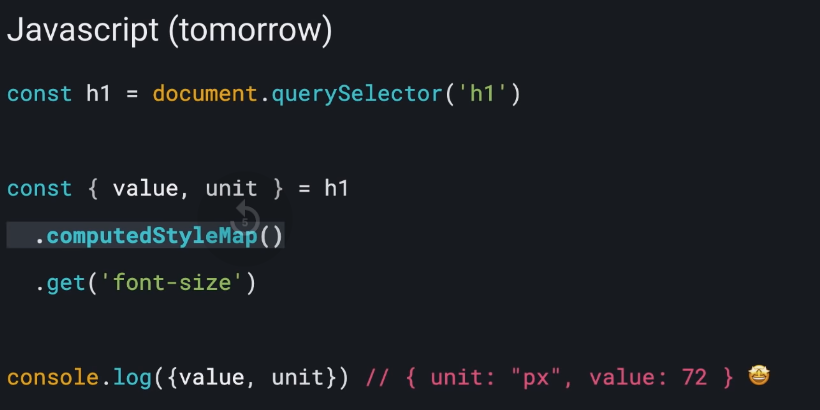 Javascript (tomorrow)
const h1 = document.querySelector('h1')
const { value, unit } = h1
.computedStyleMap()
5
.get('font-size')
console.log({value, unit}) // { unit: "px", value: 72 } 🤩